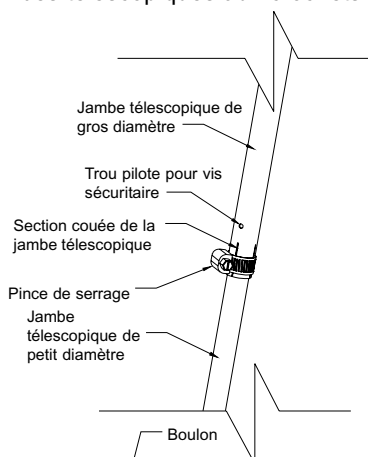 Jambe télescopique de
gros diamètre
Trou pilote pour vis
sécuritaire
Section couée de la
jambe télescopique
Pince de serrage
Jambe
télescopique de
petit diamètre
Boulon